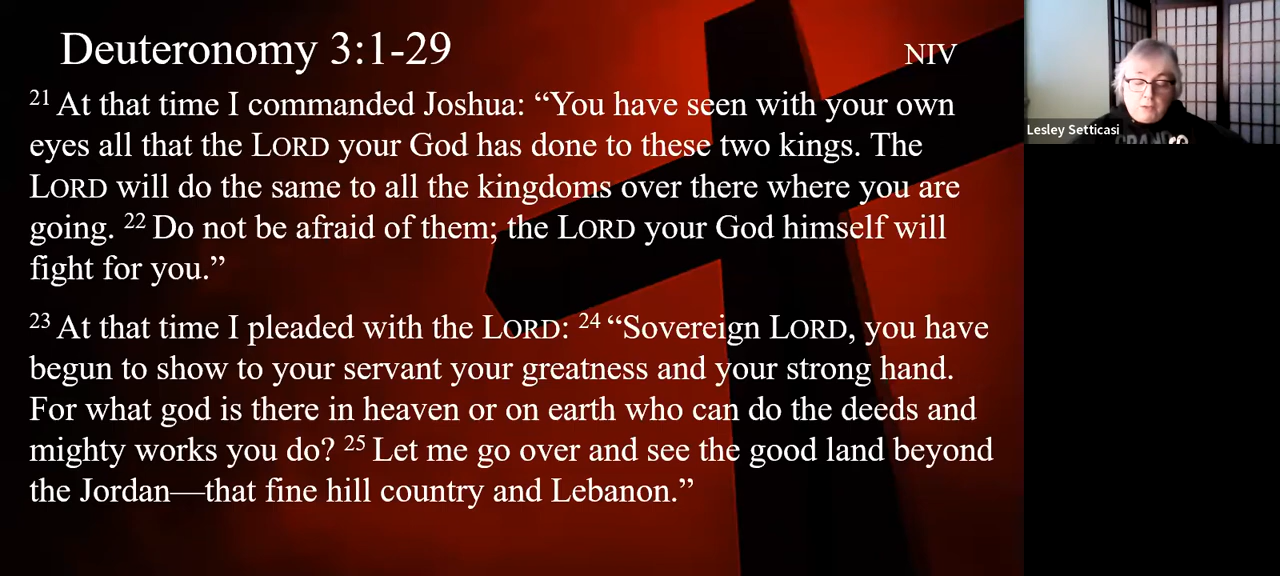 Deuteronomy 3:1-29
NIV
21 At that time I commanded Joshua: “You have seen with your own
eyes all that the LORD your God has done to these two kings. The
LORD will do the same to all the kingdoms over there where you are
going. 22 Do not be afraid of them; the LORD your God himself will
fight for you.”
23 At that time I pleaded with the LORD: 24 “Sovereign LORD, you have
begun to show to your servant your greatness and your strong hand.
For what god is there in heaven or on earth who can do the deeds and
mighty works you do? 25 Let me go over and see the good land beyond
the Jordan—that fine hill country and Lebanon.”
Lesley Setticasi